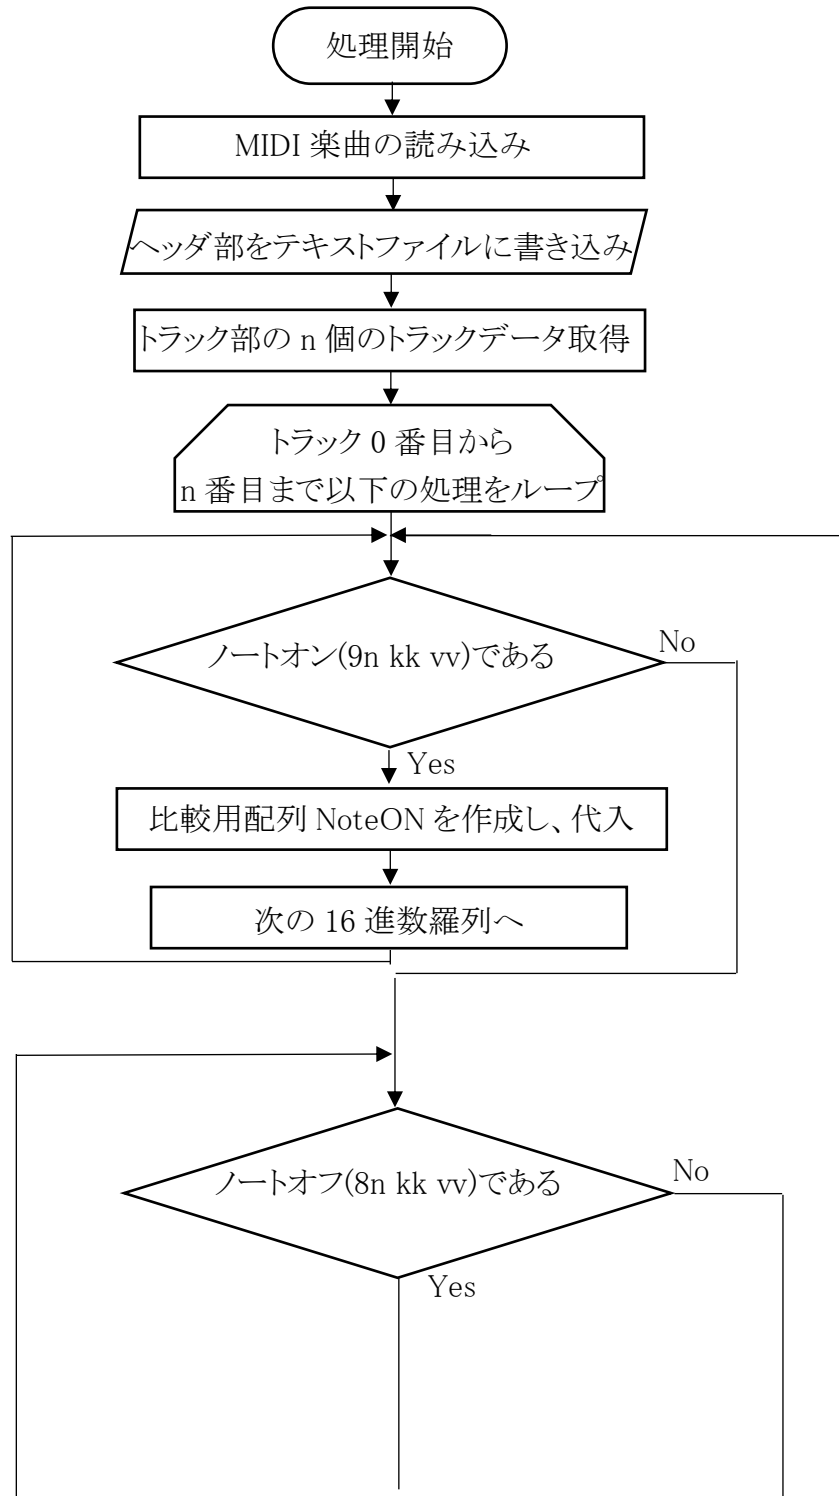 処理開始
MIDI 楽曲の読み込み
ヘッダ部をテキストファイルに書き込み
トラック部の n 個のトラックデータ取得
トラック 0 番目から
n 番目まで以下の処理をループ
ノートオン(9n kk vv)である
No
Yes
比較用配列 NoteON を作成し、代入
次の 16 進数羅列へ
ノートオフ(8n kk vv)である
No
Yes